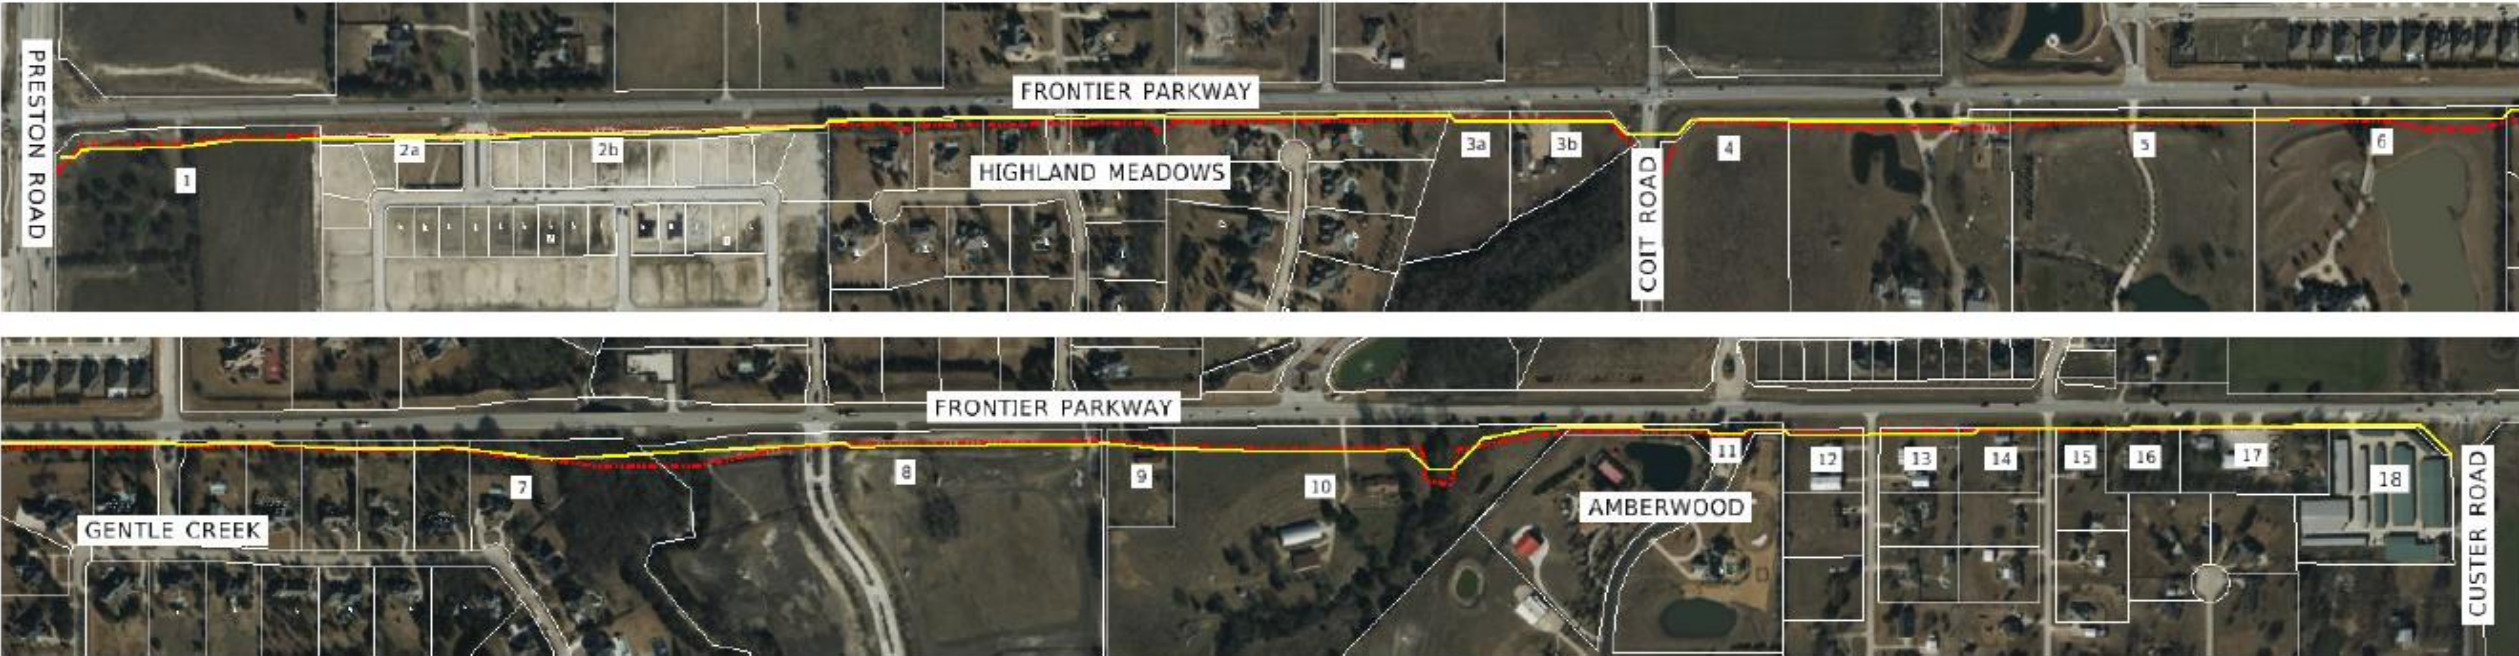 PRESTON ROAD
FRONTIER PARKWAY
1
2a
2b
HIGHLAND MEADOWS
3a
3b
COIT ROAD
4
5
6
FRONTIER PARKWAY
GENTLE CREEK
7
8
9
10
AMBERWOOD
11
12
13
14
15
16
17
18
CUSTER ROAD